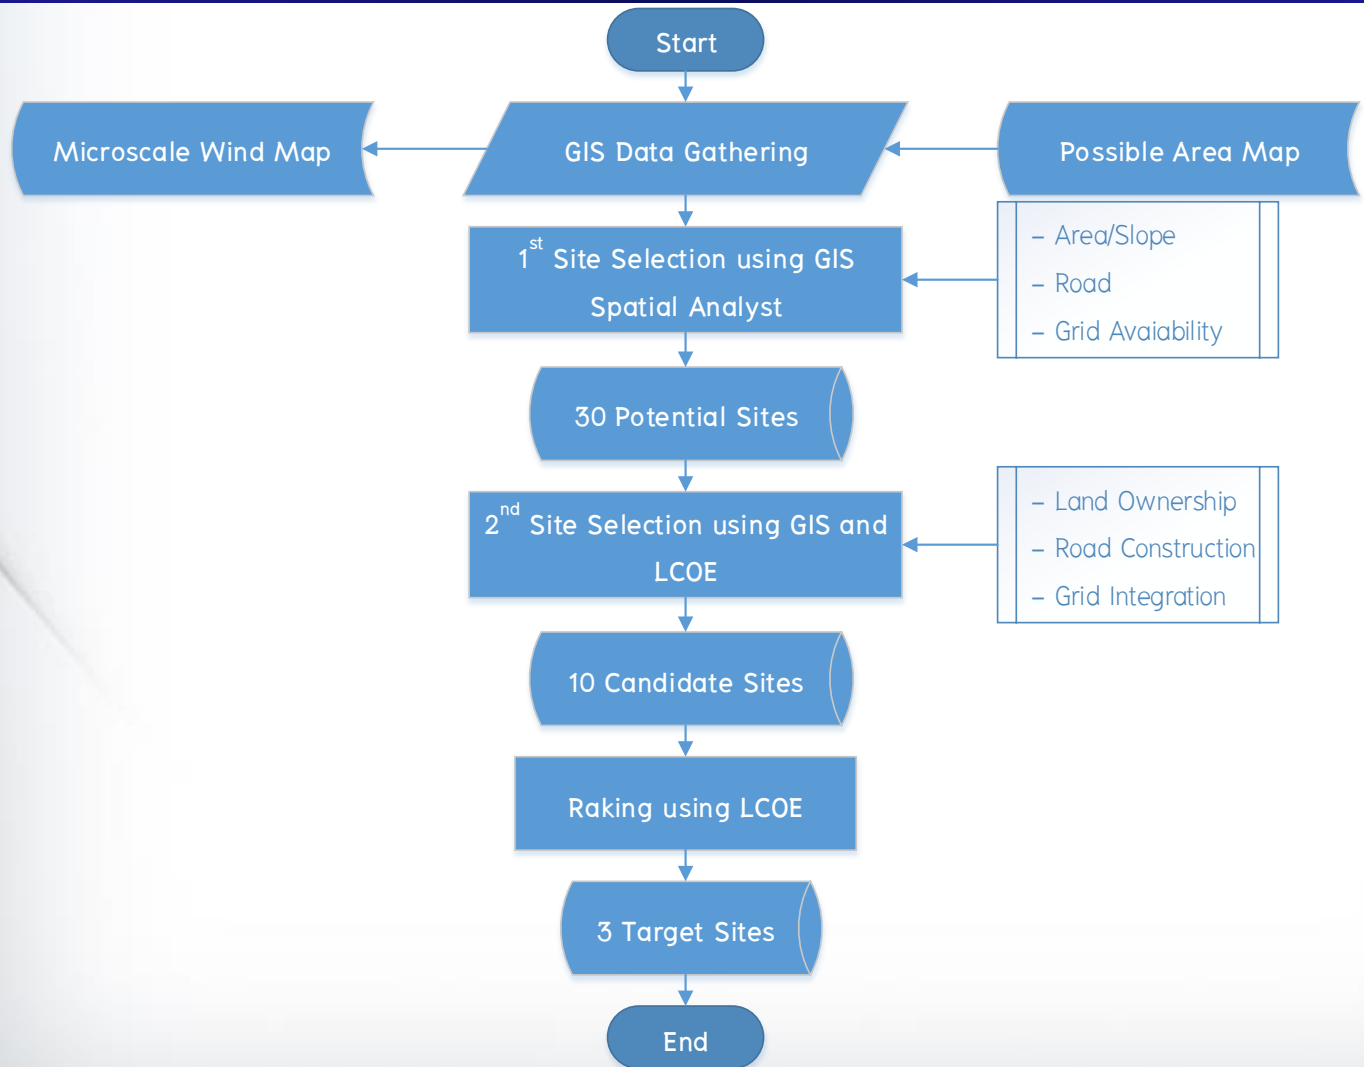 Start
Microscale Wind Map
GIS Data Gathering
Possible Area Map
1st Site Selection using GIS
Spatial Analyst
– Area/Slope
– Road
– Grid Avaiability
30 Potential Sites
2nd Site Selection using GIS and
LCOE
– Land Ownership
– Road Construction
– Grid Integration
10 Candidate Sites
Raking using LCOE
3 Target Sites
End